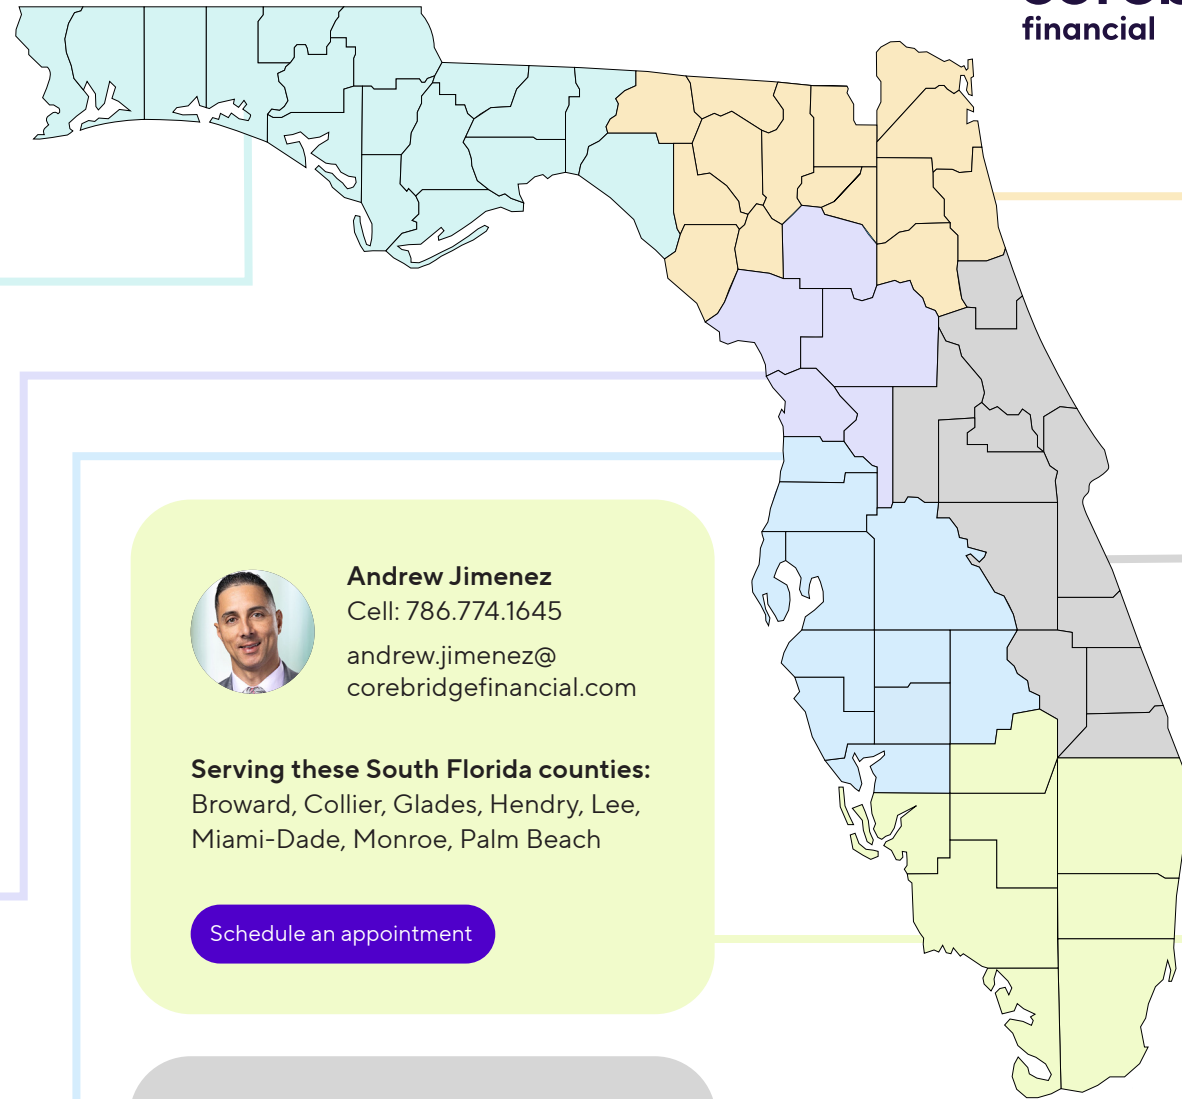 financial
Andrew Jimenez
Cell: 786.774.1645
andrew.jimenez@
corebridgefinancial.com
Serving these South Florida counties:
Broward, Collier, Glades, Hendry, Lee,
Miami-Dade, Monroe, Palm Beach
Schedule an appointment